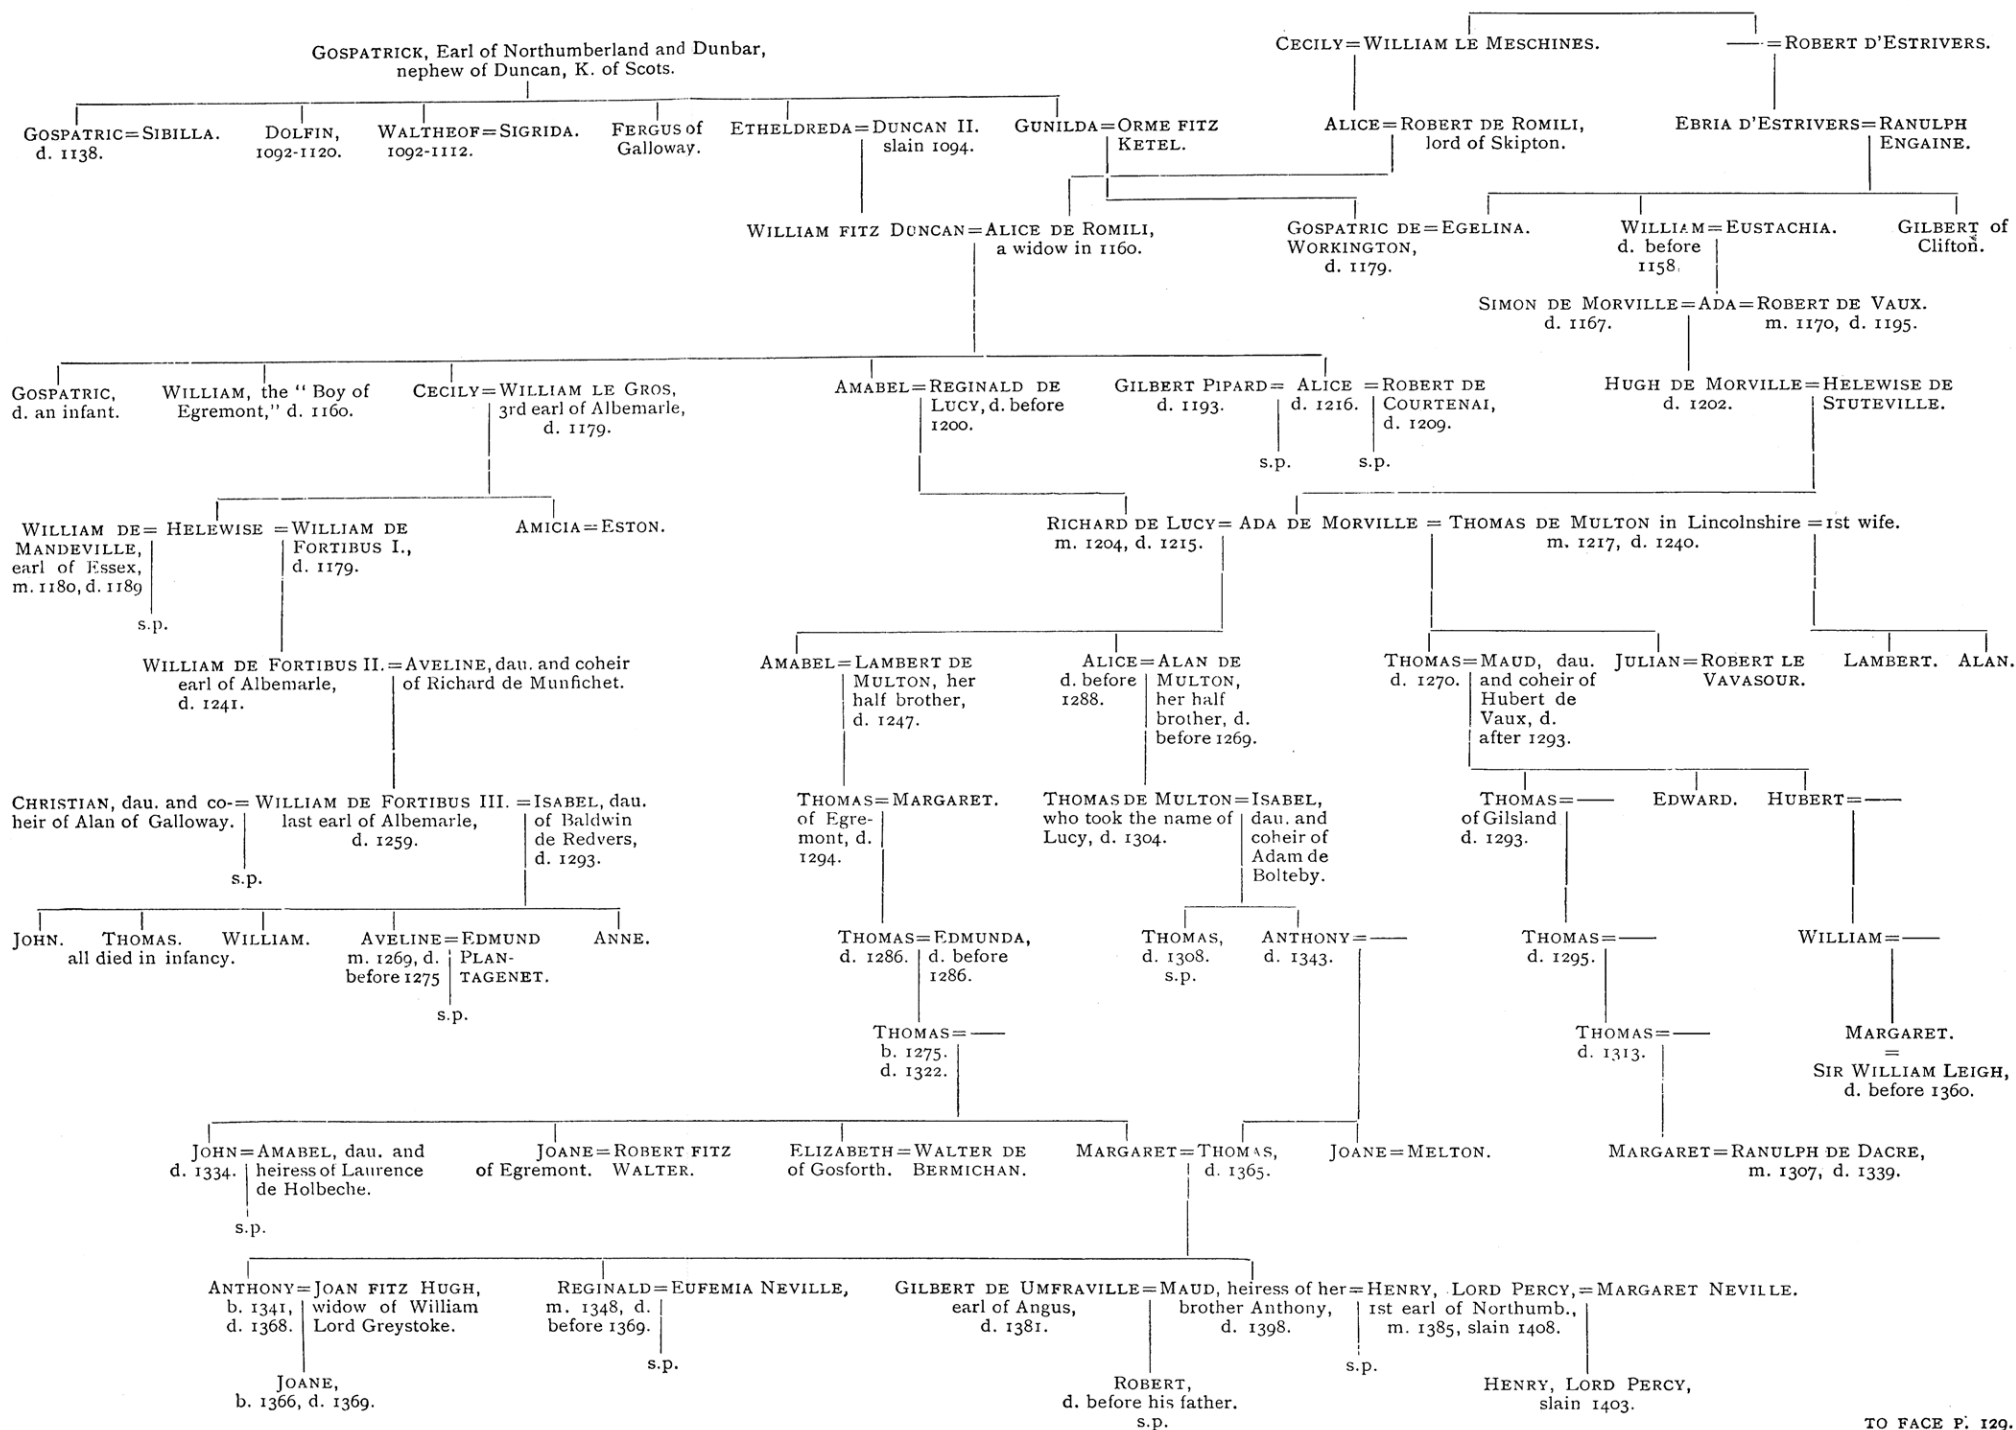 CECILY=WILLIAM LE MESCHINES.
—=ROBERT D'ESTRIVERS.
GOSPATRICK, Earl of Northumberland and Dunbar,
nephew of Duncan, K. of Scots.
GOSPATRIC=SIBILLA.
d. 1138.
DOLFIN,
1092-1120.
WALTHEOF=SIGRIDA.
1092-1112.
FERGUS of
Galloway.
ETHELDREDA=DUNCAN II.
slain 1094.
GUNILDA=ORME FITZ
KETEL.
ALICE=ROBERT DE ROMILI,
lord of Skipton.
EBRIA D'ESTRIVERS=RANULPH
ENGAINE.
WILLIAM FITZ DUNCAN=ALICE DE ROMILI,
a widow in 1160.
GOSPATRIC DE=EGELINA.
WORKINGTON,
d. 1179.
WILLIAM=EUSTACHIA.
d. before
1158.
GILBERT of
Clifton.
SIMON DE MORVILLE=ADA=ROBERT DE VAUX.
d. 1167.
m. 1170, d. 1195.
GOSPATRIC,
d. an infant.
WILLIAM, the "Boy of
Egremont," d. 1160.
CECILY=WILLIAM LE GROS,
3rd earl of Albemarle,
d. 1179.
AMABEL=REGINALD DE
LUCY, d. before
1200.
GILBERT PIPARD= ALICE =ROBERT DE
d. 1193. d. 1216. COURTENAI,
d. 1209.
s.p. s.p.
HUGH DE MORVILLE=HELEWISE DE
d. 1202. STUTEVILLE.
WILLIAM DE= HELEWISE =WILLIAM DE
MANDEVILLE, FORTIBUS I.,
earl of Essex, d. 1179.
m. 1180, d. 1189
s.p.
AMICIA=ESTON.
RICHARD DE LUCY= ADA DE MORVILLE = THOMAS DE MULTON in Lincolnshire =1st wife.
m. 1204, d. 1215. m. 1217, d. 1240.
WILLIAM DE FORTIBUS II.=AVELINE, dau. and coheir
earl of Albemarle, of Richard de Munfichet.
d. 1241.
AMABEL=LAMBERT DE
MULTON, her
half brother,
d. 1247.
ALICE=ALAN DE
d. before MULTON,
1288. her half
brother, d.
before 1269.
THOMAS=MAUD, dau.
d. 1270. and coheir of
Hubert de
Vaux, d.
after 1293.
JULIAN=ROBERT LE
VAVASOUR.
LAMBERT. ALAN.
CHRISTIAN, dau. and co-= WILLIAM DE FORTIBUS III. =ISABEL, dau.
heir of Alan of Galloway. last earl of Albemarle, of Baldwin
d. 1259. de Redvers,
d. 1293.
s.p.
THOMAS=MARGARET.
of Egre-
mont, d.
1294.
THOMAS DE MULTON=ISABEL,
who took the name of dau. and
Lucy, d. 1304. coheir of
Adam de
Bolteby.
THOMAS=—
of Gilsland
d. 1293.
EDWARD. HUBERT=—
JOHN. THOMAS. WILLIAM.
all died in infancy.
AVELINE=EDMUND
m. 1269, d. PLAN-
before 1275 TAGENET.
s.p.
ANNE.
THOMAS=EDMUNDA,
d. 1286. d. before
1286.
THOMAS,
d. 1308.
s.p.
ANTHONY=—
d. 1343.
THOMAS=—
d. 1295.
WILLIAM=—
THOMAS=—
b. 1275.
d. 1322.
THOMAS=—
d. 1313.
MARGARET.
=
SIR WILLIAM LEIGH,
d. before 1360.
JOHN=AMABEL, dau. and
d. 1334. heiress of Laurence
de Holbeche.
s.p.
JOANE=ROBERT FITZ
of Egremont. WALTER.
ELIZABETH=WALTER DE
of Gosforth. BERMICHAN.
MARGARET=THOMAS,
d. 1365.
JOANE=MELTON.
MARGARET=RANULPH DE DACRE,
m. 1307, d. 1339.
ANTHONY=JOAN FITZ HUGH,
b. 1341, widow of William
d. 1368. Lord Greystoke.
REGINALD=EUFEMIA NEVILLE,
m. 1348, d.
before 1369.
s.p.
GILBERT DE UMFRAVILLE=MAUD, heiress of her=HENRY, LORD PERCY,=MARGARET NEVILLE.
earl of Angus, brother Anthony, 1st earl of Northumb.,
d. 1381. d. 1398. m. 1385, slain 1408.
s.p.
JOANE,
b. 1366, d. 1369.
ROBERT,
d. before his father.
s.p.
HENRY, LORD PERCY,
slain 1403.
TO FACE P. 129.